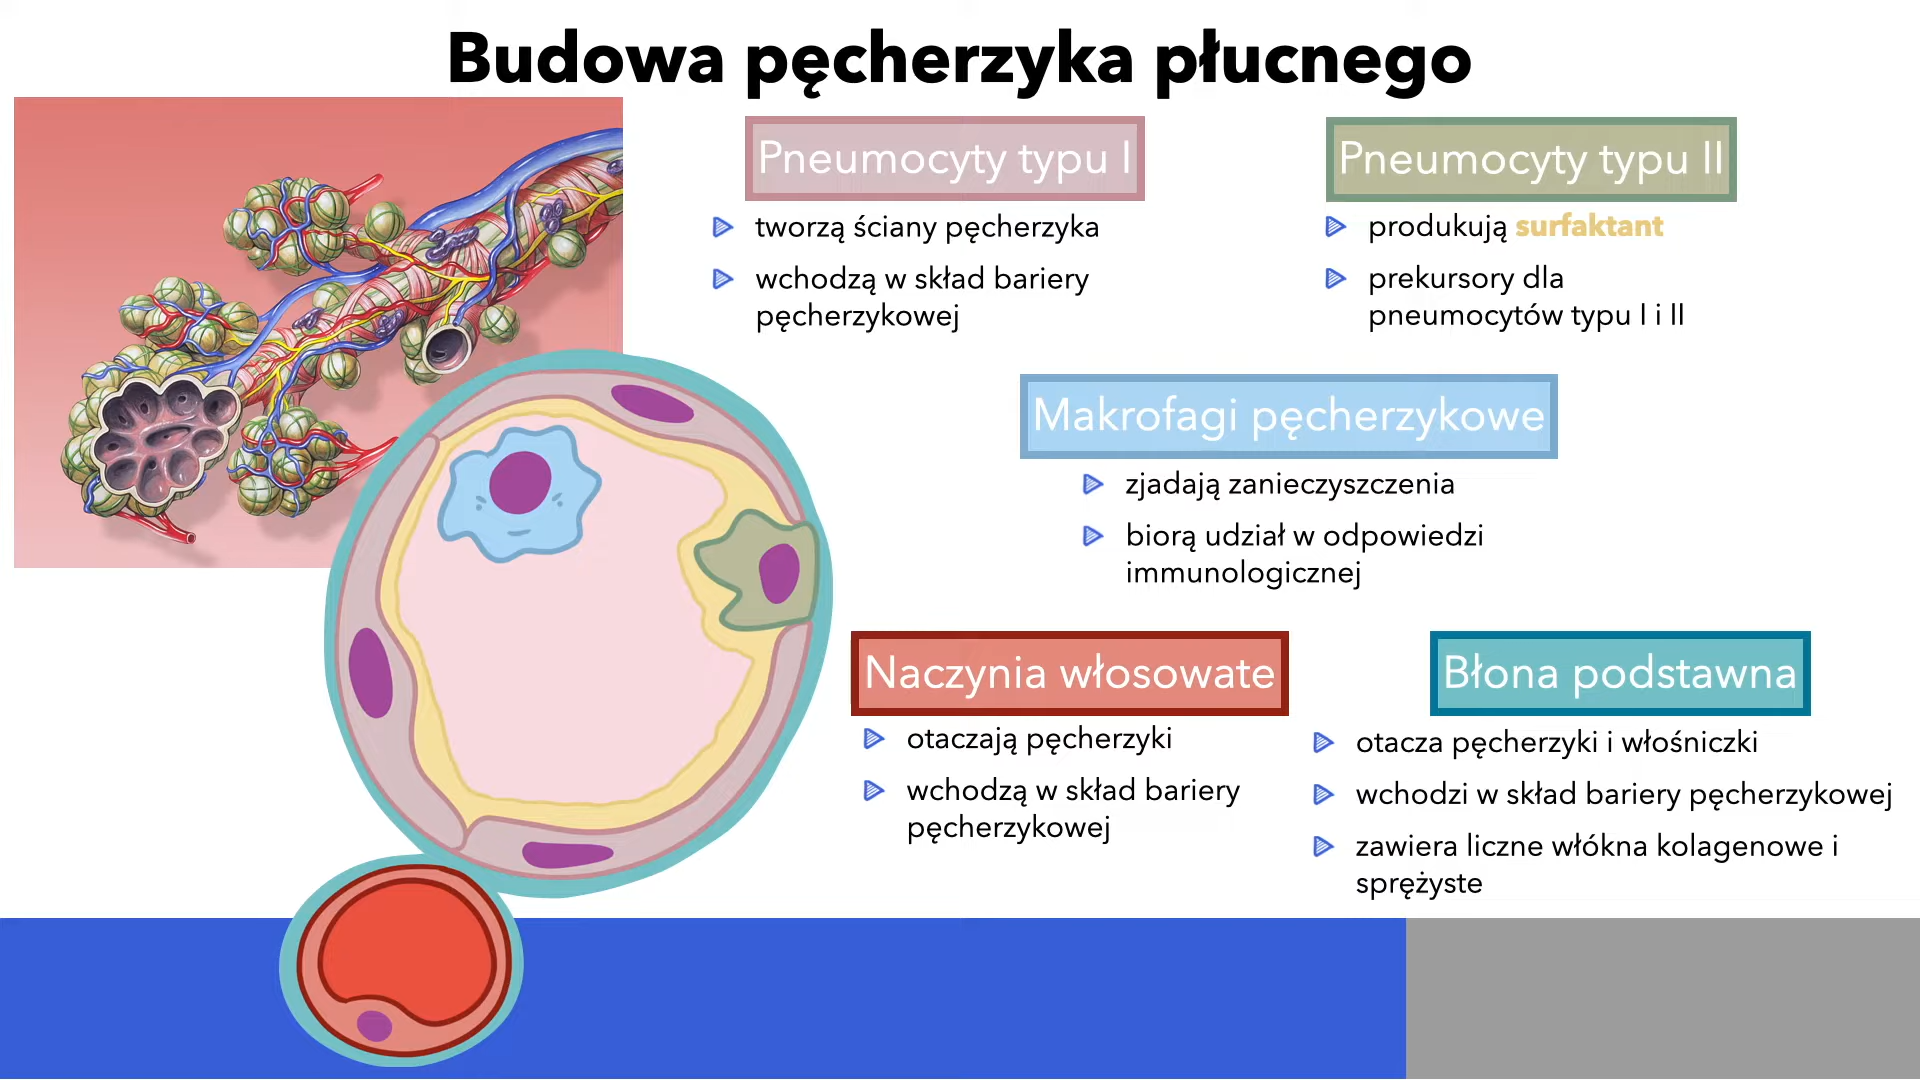 Budowa pęcherzyka płucnego
Pneumocyty typu I
tworzą ściany pęcherzyka
wchodzą w skład bariery
pęcherzykowej
Pneumocyty typu II
produkują surfaktant
prekursory dla
pneumocytów typu I i II
Makrofagi pęcherzykowe
zjadają zanieczyszczenia
biorą udział w odpowiedzi
immunologicznej
Naczynia włosowate
otaczają pęcherzyki
wchodzą w skład bariery
pęcherzykowej
Błona podstawna
otacza pęcherzyki i włośniczki
wchodzi w skład bariery pęcherzykowej
zawiera liczne włókna kolagenowe i
sprężyste